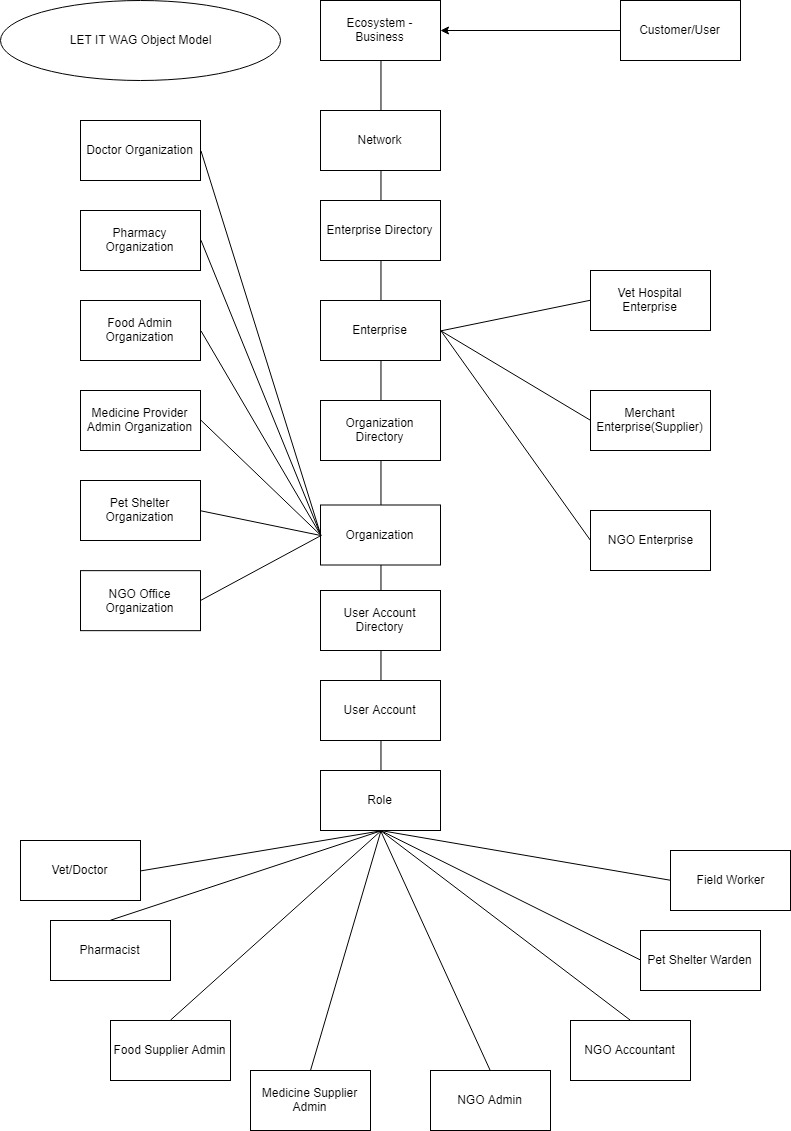 LET IT WAG Object Model
Ecosystem -
Business
Customer/User
Network
Doctor Organization
Enterprise Directory
Pharmacy
Organization
Vet Hospital
Enterprise
Food Admin
Organization
Enterprise
Medicine Provider
Admin Organization
Organization
Directory
Merchant
Enterprise(Supplier)
Pet Shelter
Organization
Organization
NGO Enterprise
NGO Office
Organization
User Account
Directory
User Account
Role
Vet/Doctor
Field Worker
Pharmacist
Pet Shelter Warden
Food Supplier Admin
NGO Accountant
Medicine Supplier
Admin
NGO Admin